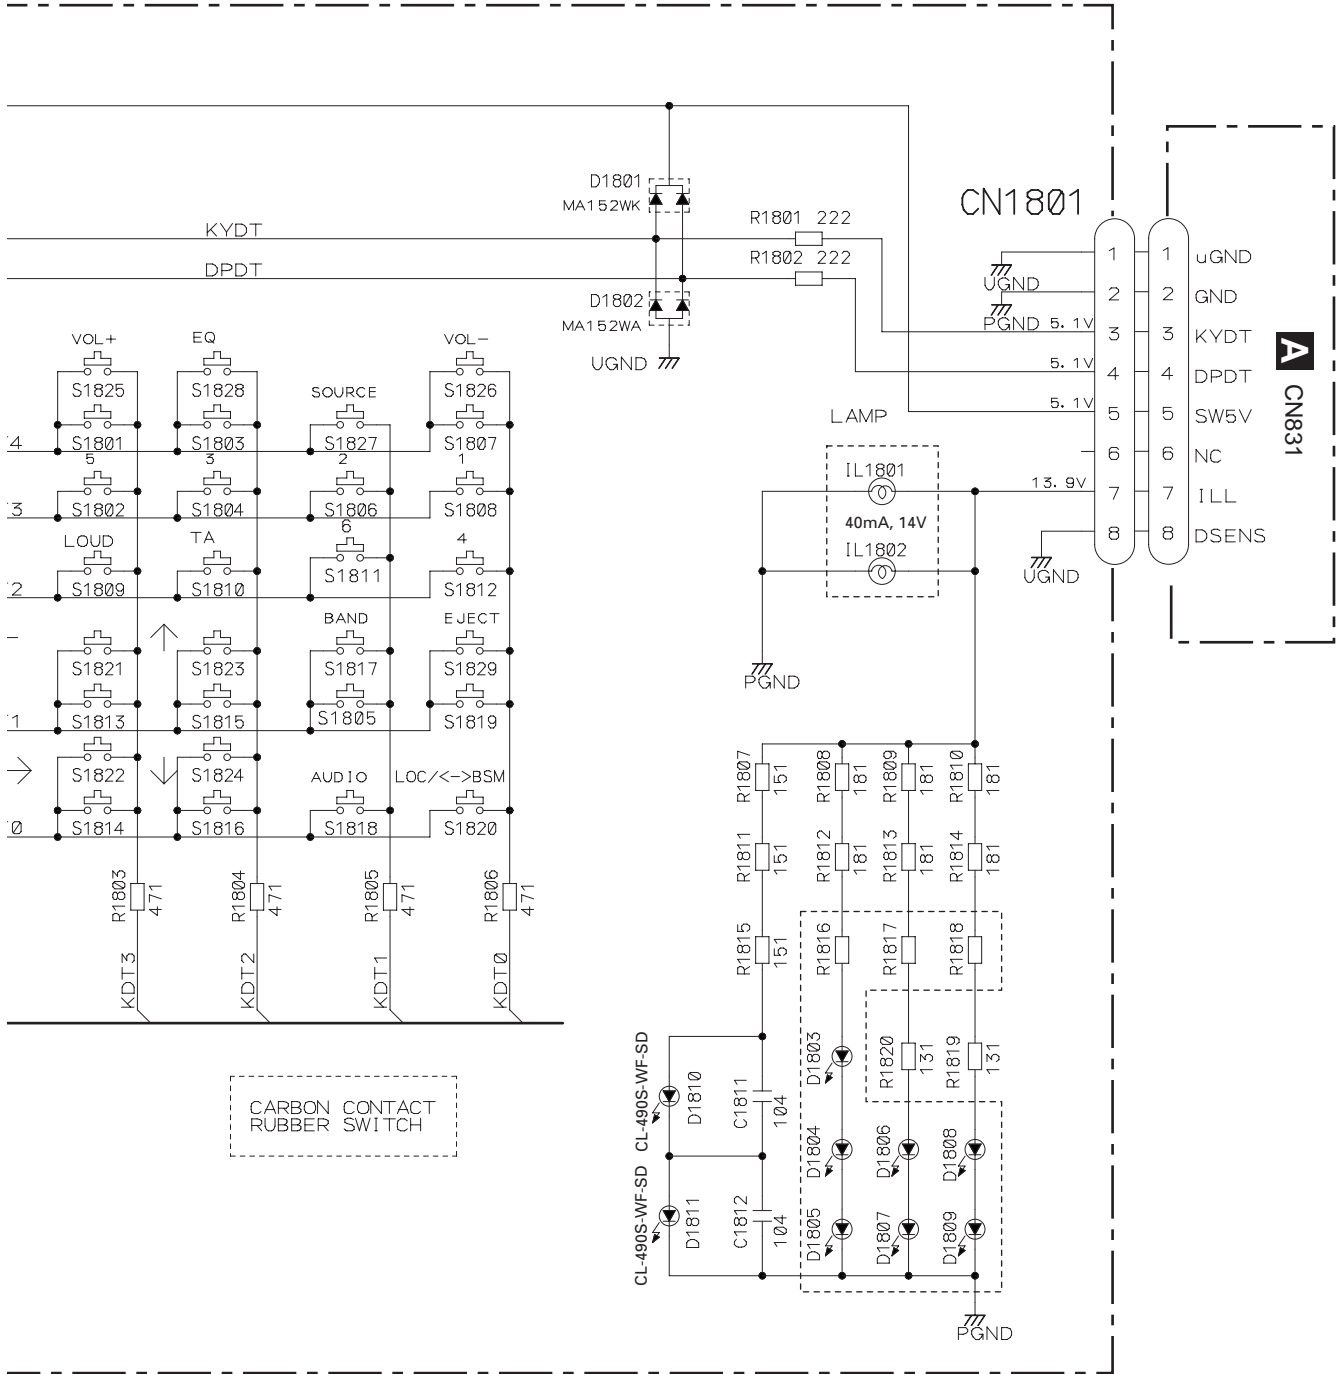 D1801
MA152WK
CN1801
KYDT
R1801 222
DPDT
R1802 222
D1802
MA152WA
UGND
UGND
PGND
5.1V
5.1V
5.1V
13.9V
UGND
1 1 uGND
2 2 GND
3 3 KYDT
4 4 DPDT
5 5 SW5V
6 6 NC
7 7 ILL
8 8 DSENS
A CN831
VOL+
EQ
VOL-
S1825
S1828
SOURCE
S1826
T4
S1801
S1803
S1827
S1807
5
3
2
1
T3
S1802
S1804
S1806
S1808
LOUD
TA
6
4
T2
S1809
S1810
S1811
S1812
BAND
EJECT
S1821
S1823
S1817
S1829
T1
S1813
S1815
S1805
S1819
S1822
S1824
AUDIO
LOC/<->BSM
T0
S1814
S1816
S1818
S1820
R1803 471
R1804 471
R1805 471
R1806 471
KDT3
KDT2
KDT1
KDT0
CARBON CONTACT
RUBBER SWITCH
LAMP
IL1801
40mA, 14V
IL1802
PGND
R1807 151
R1808 181
R1809 181
R1810 181
R1811 151
R1812 181
R1813 181
R1814 181
R1815 151
R1816
R1817
R1818
D1803
R1820 131
R1819 131
CL-490S-WF-SD
D1810
C1811 104
D1804
D1806
D1808
CL-490S-WF-SD
D1811
C1812 104
D1805
D1807
D1809
PGND